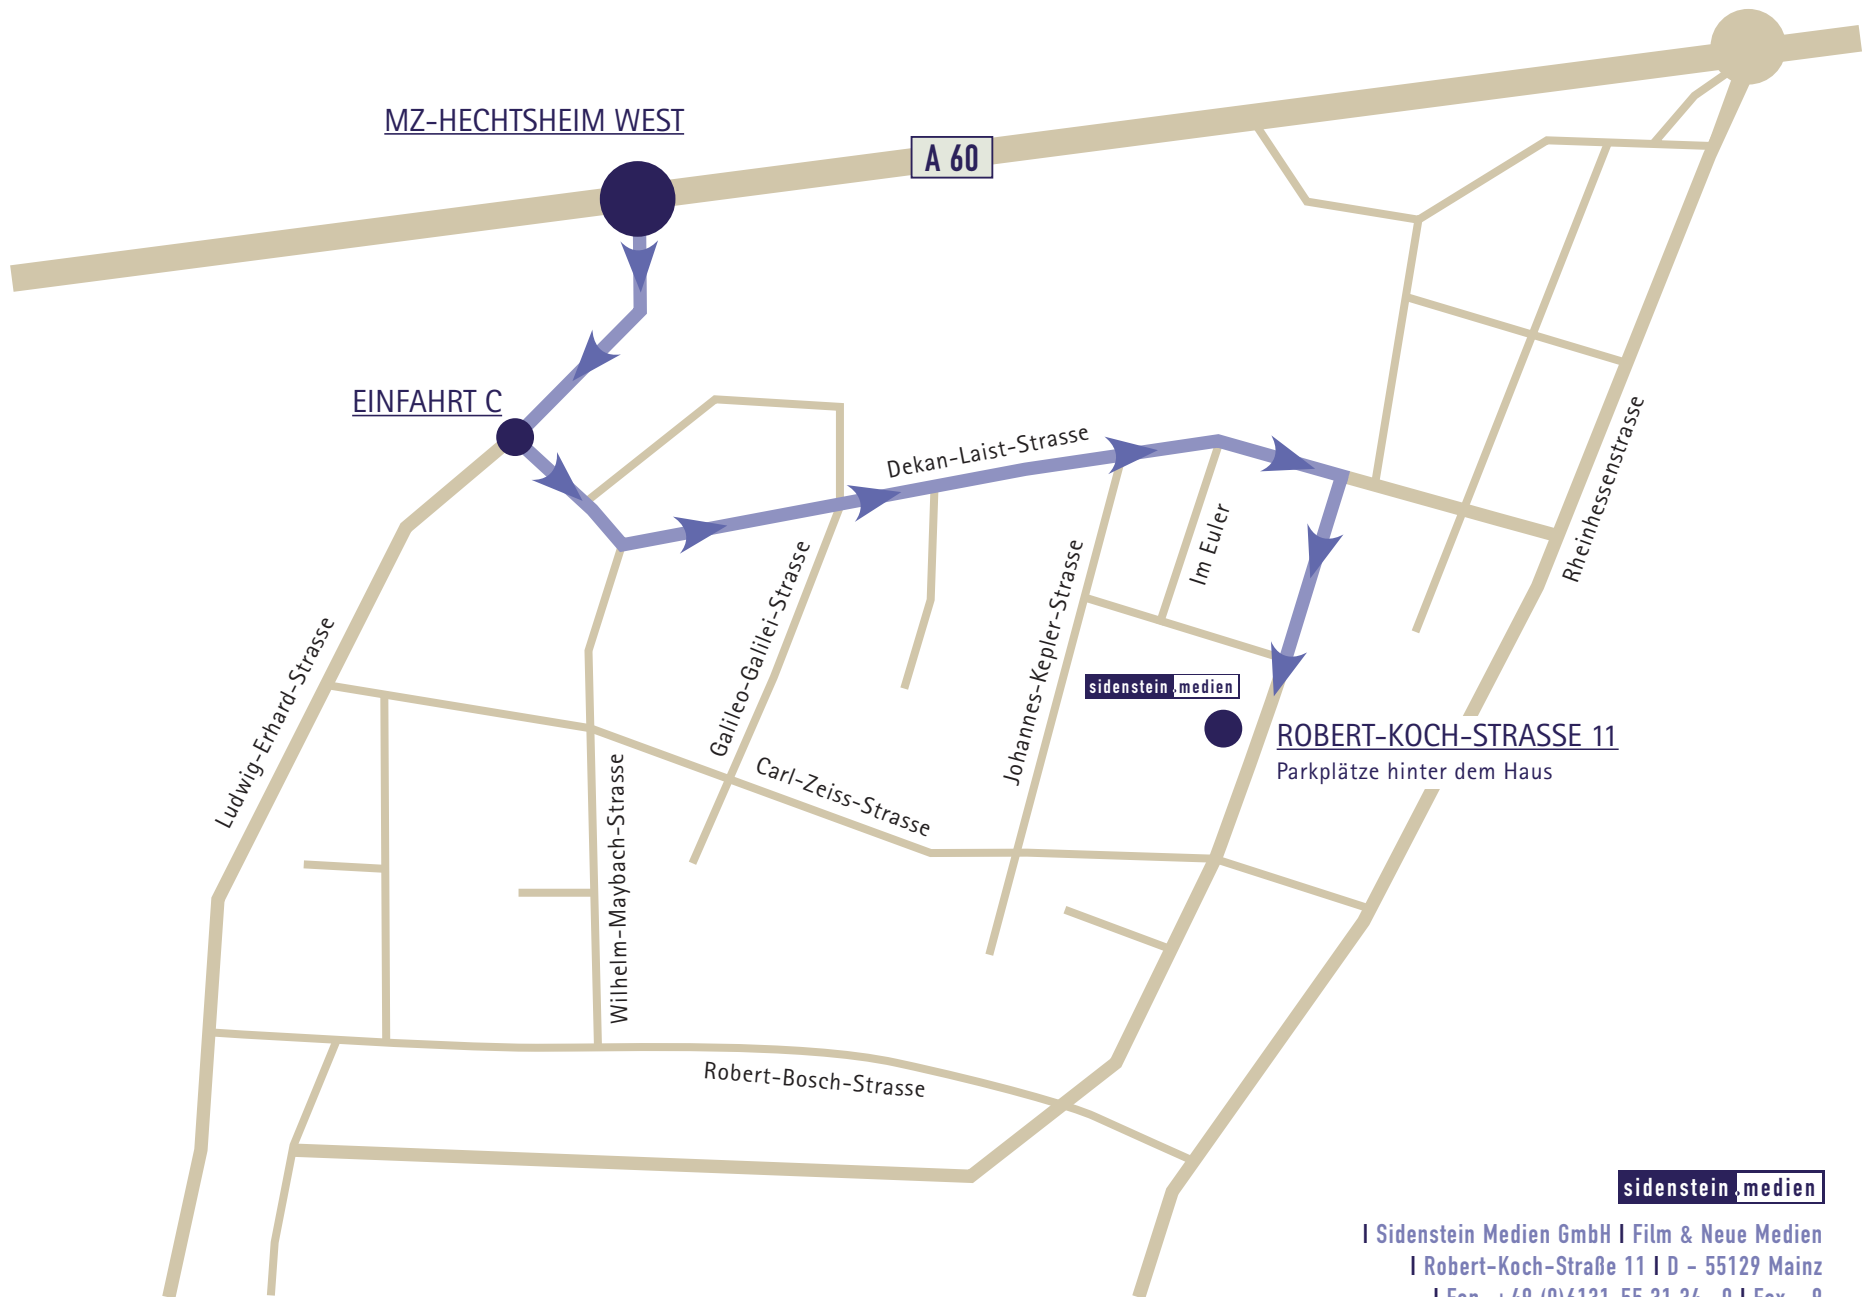 MZ-HECHTSHEIM WEST
A 60
EINFAHRT C
Dekan-Laist-Strasse
Rheinhessenstrasse
Im Euler
Galileo-Galilei-Strasse
Johannes-Kepler-Strasse
Ludwig-Erhard-Strasse
sidenstein.medien
ROBERT-KOCH-STRASSE 11
Parkplätze hinter dem Haus
Carl-Zeiss-Strasse
Wilhelm-Maybach-Strasse
Robert-Bosch-Strasse
sidenstein.medien
I Sidenstein Medien GmbH I Film & Neue Medien
I Robert-Koch-Straße 11 I D - 55129 Mainz